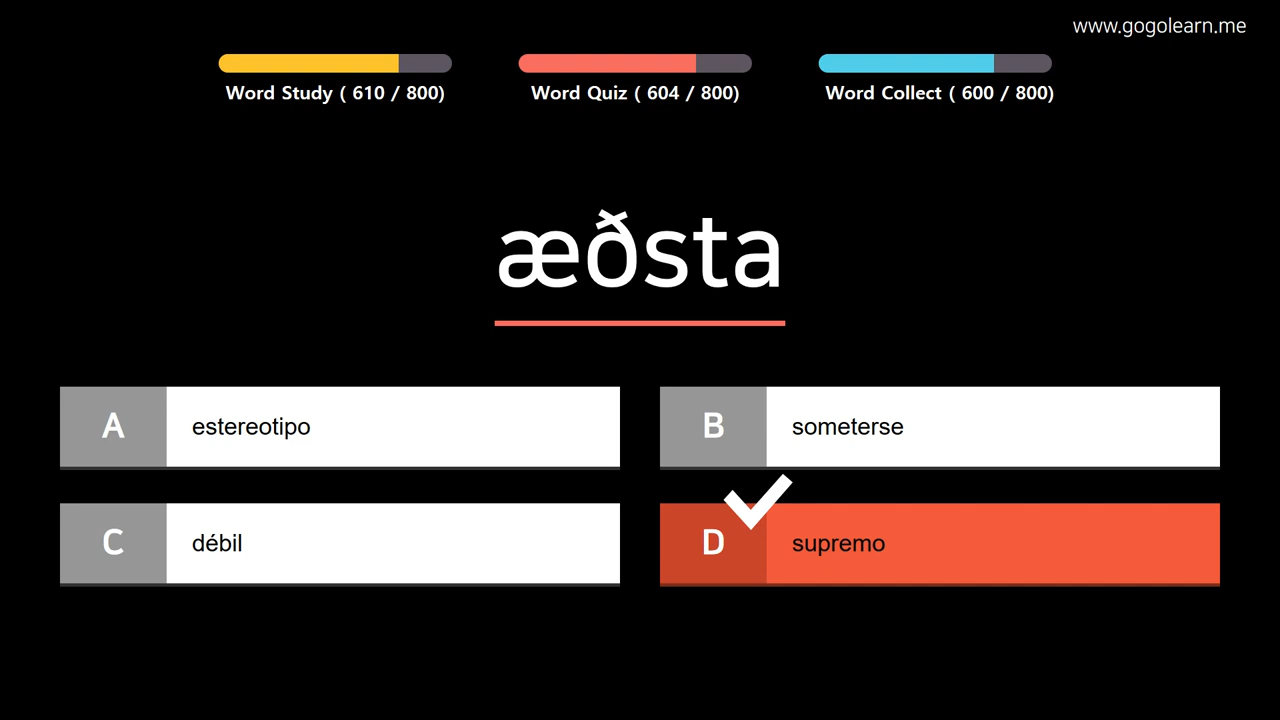 www.gogolearn.me
Word Study ( 610 / 800)
Word Quiz ( 604 / 800)
Word Collect ( 600 / 800)
æðsta
A estereotipo
B someterse
C débil
D supremo